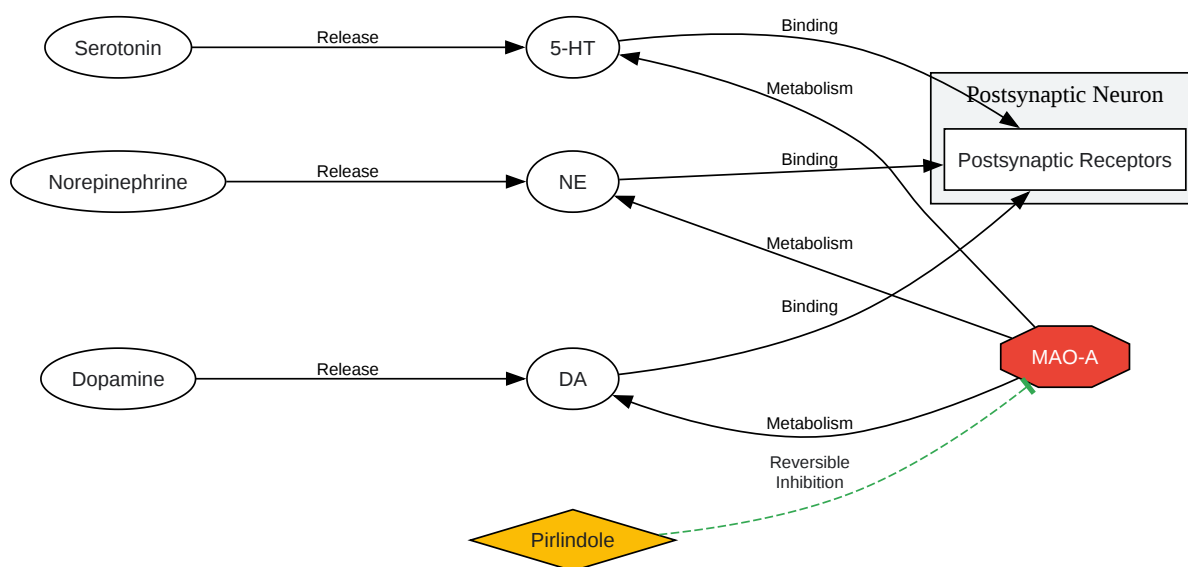 Serotonin
Release
5-HT
Binding
Metabolism
Postsynaptic Neuron
Postsynaptic Receptors
Norepinephrine
Release
NE
Binding
Metabolism
Binding
MAO-A
Dopamine
Release
DA
Metabolism
Reversible
Inhibition
Pirlindole